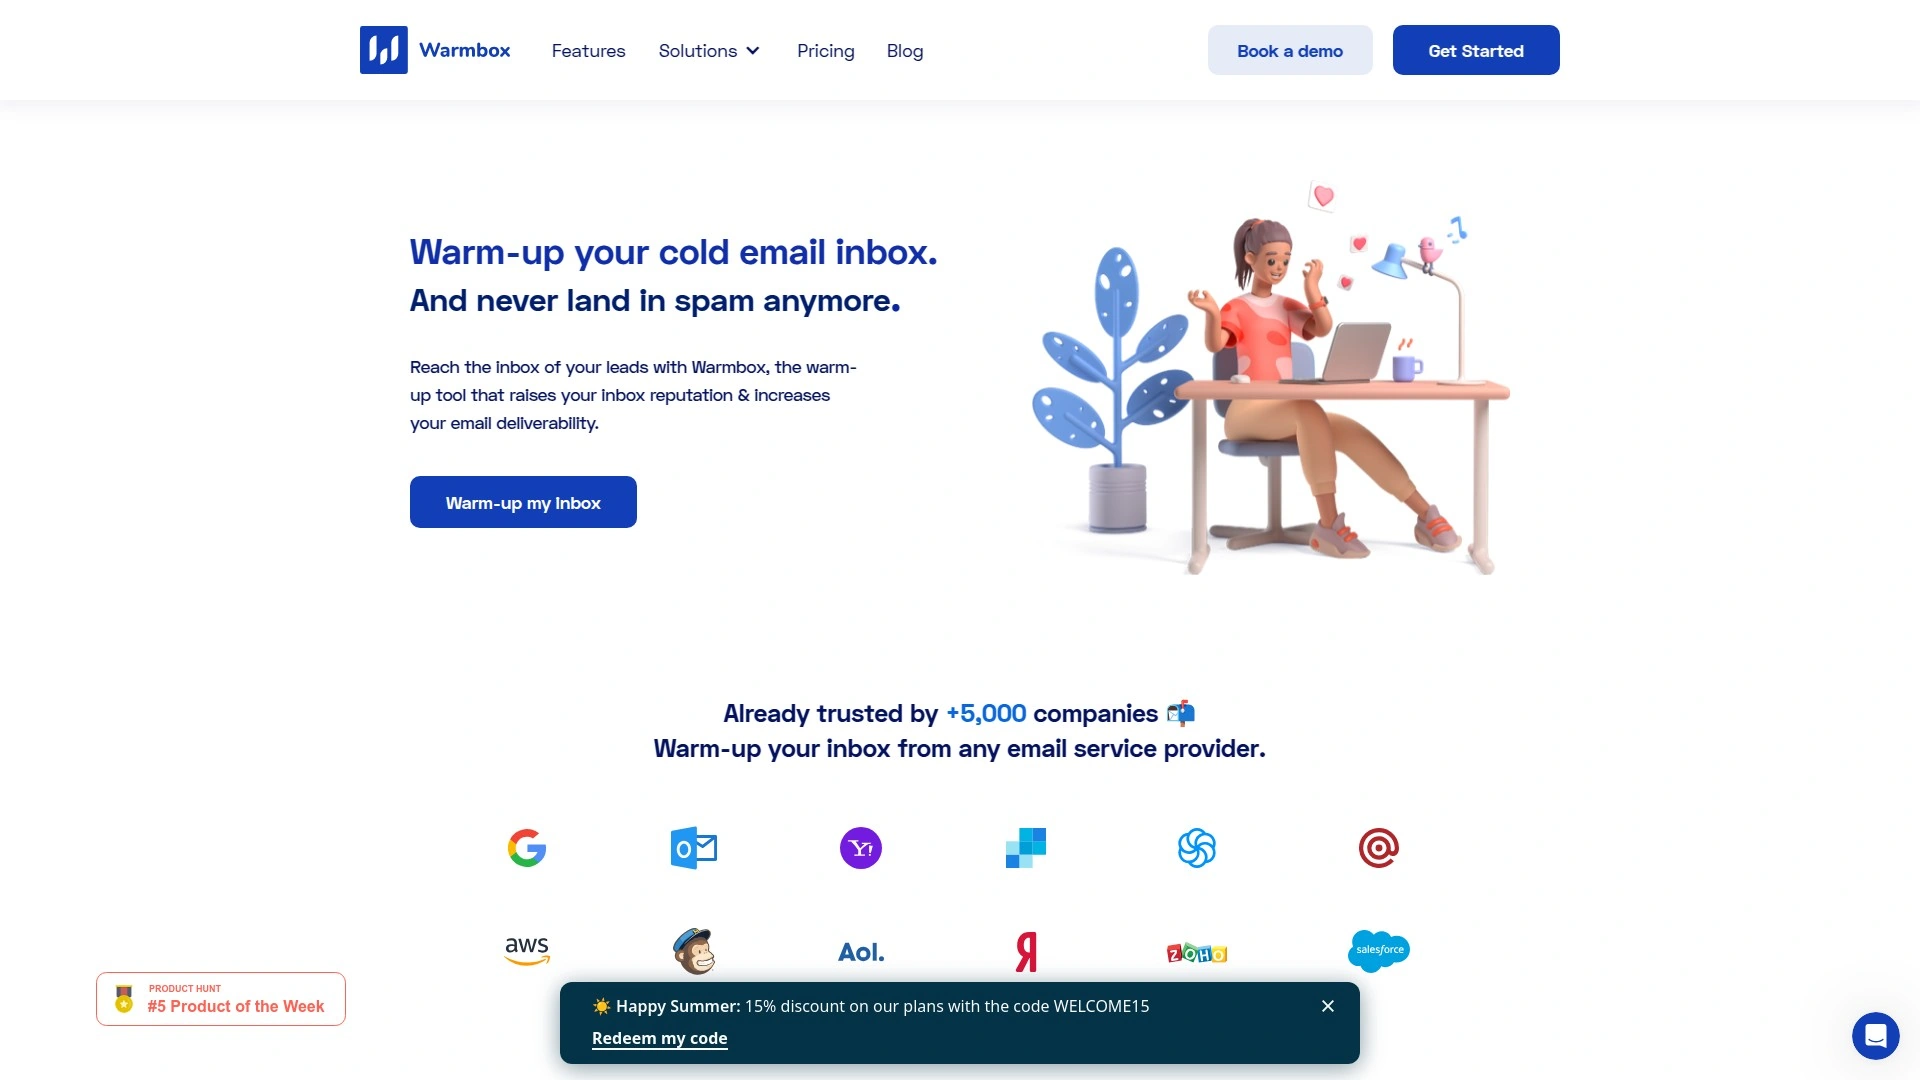 Warmbox
Features
Solutions
Pricing
Blog
Book a demo
Get Started
Warm-up your cold email inbox.
And never land in spam anymore.
Reach the inbox of your leads with Warmbox, the warm-
up tool that raises your inbox reputation & increases
your email deliverability.
Warm-up my inbox
Already trusted by +5,000 companies
Warm-up your inbox from any email service provider.
Y!
aws
Aol.
Я
ZOHO
salesforce
PRODUCT HUNT
#5 Product of the Week
Happy Summer: 15% discount on our plans with the code WELCOME15
Redeem my code